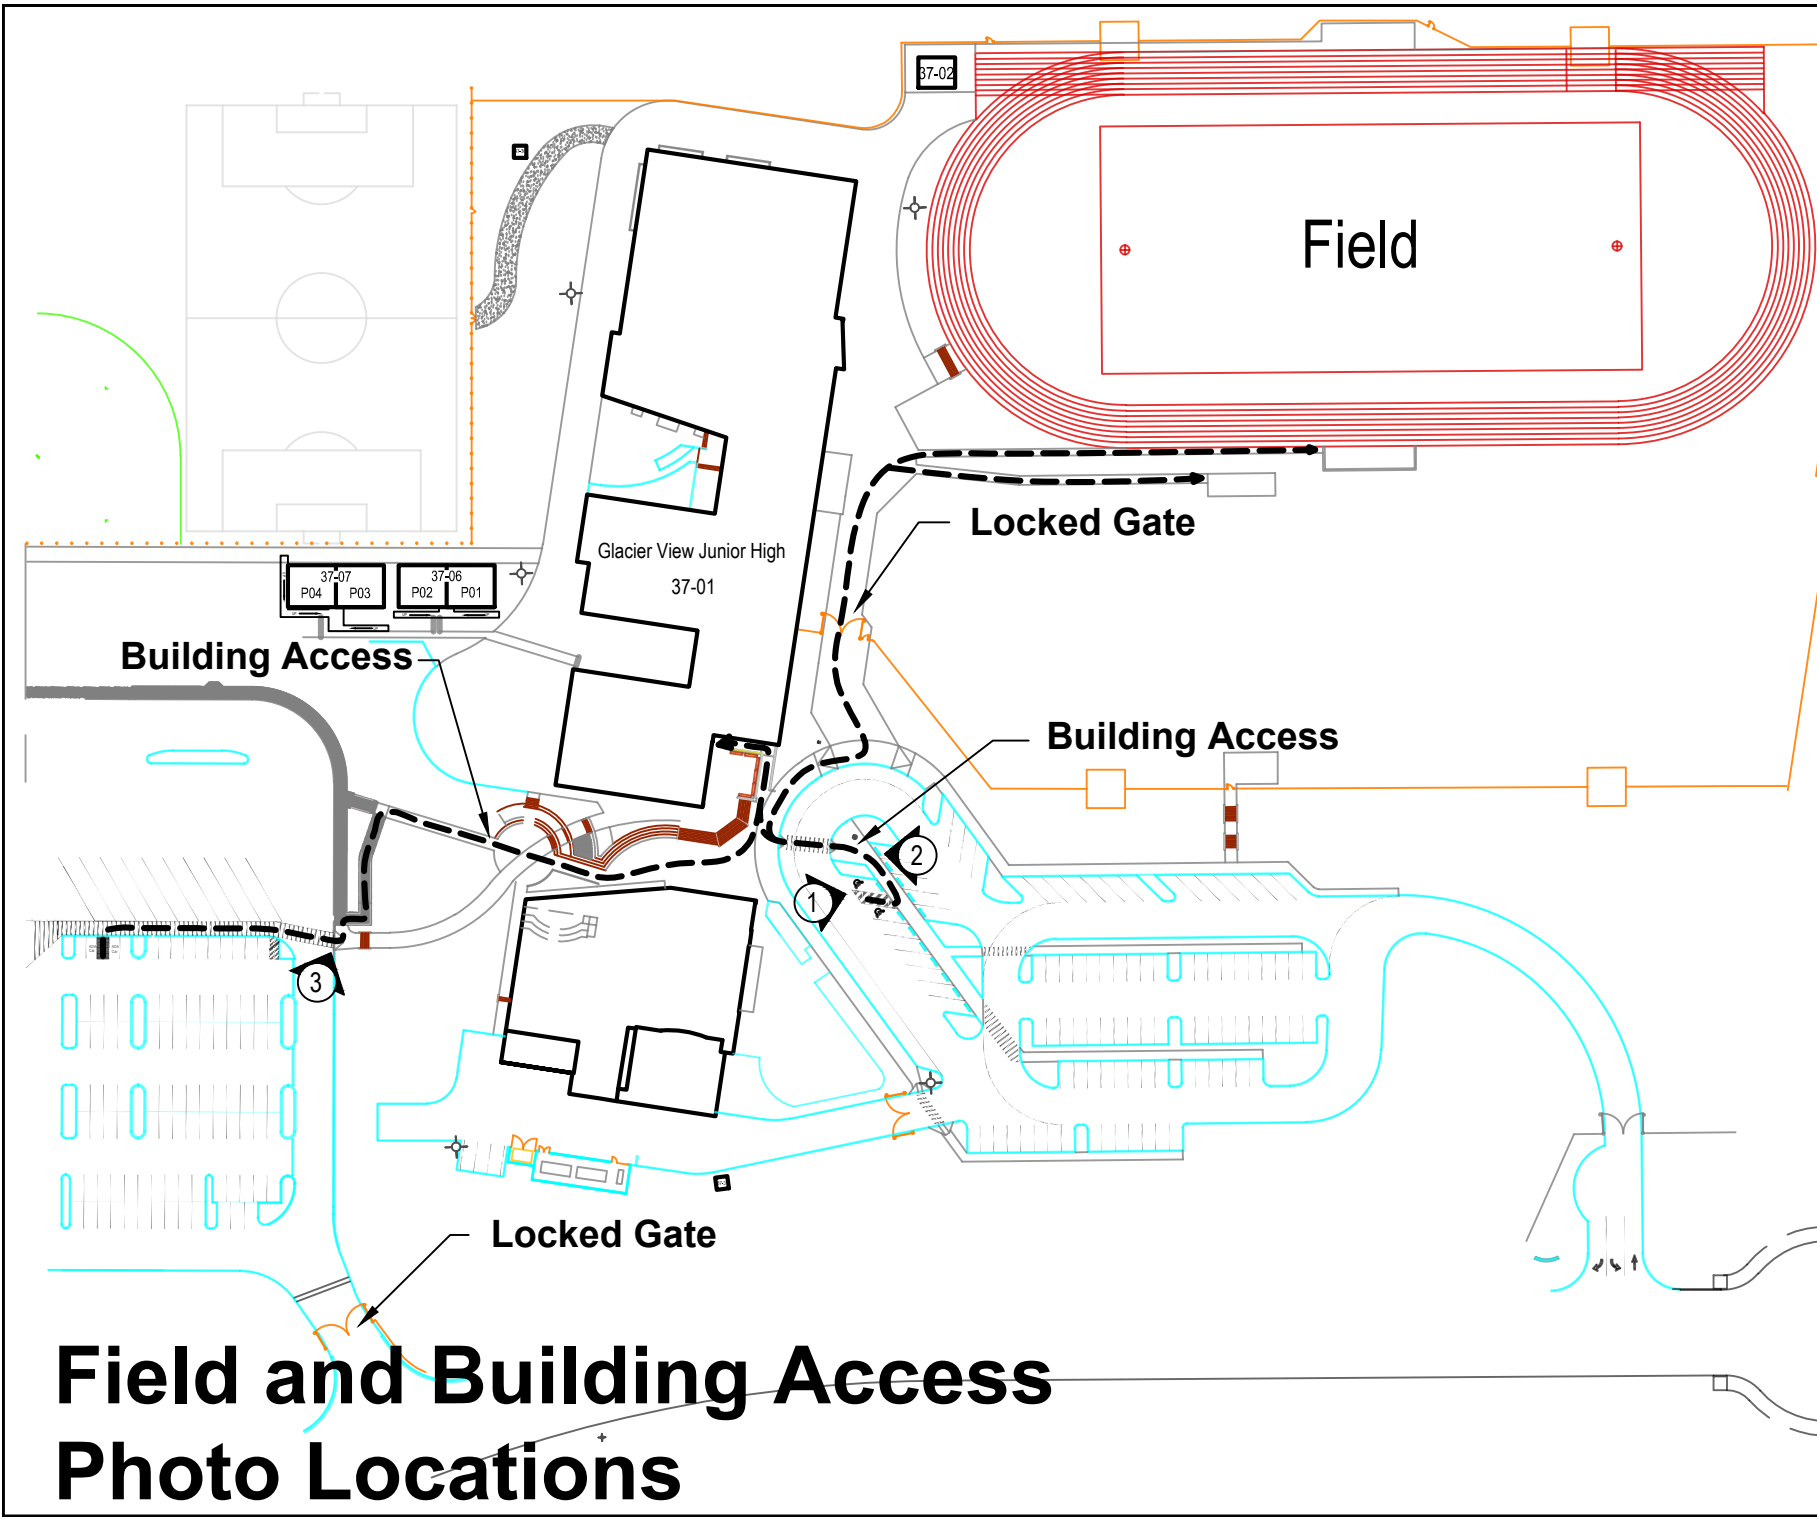 37-02
Field
Locked Gate
Glacier View Junior High
37-01
37-07
P04
P03
37-06
P02
P01
Building Access
Building Access
2
1
3
Locked Gate
Field and Building Access
Photo Locations